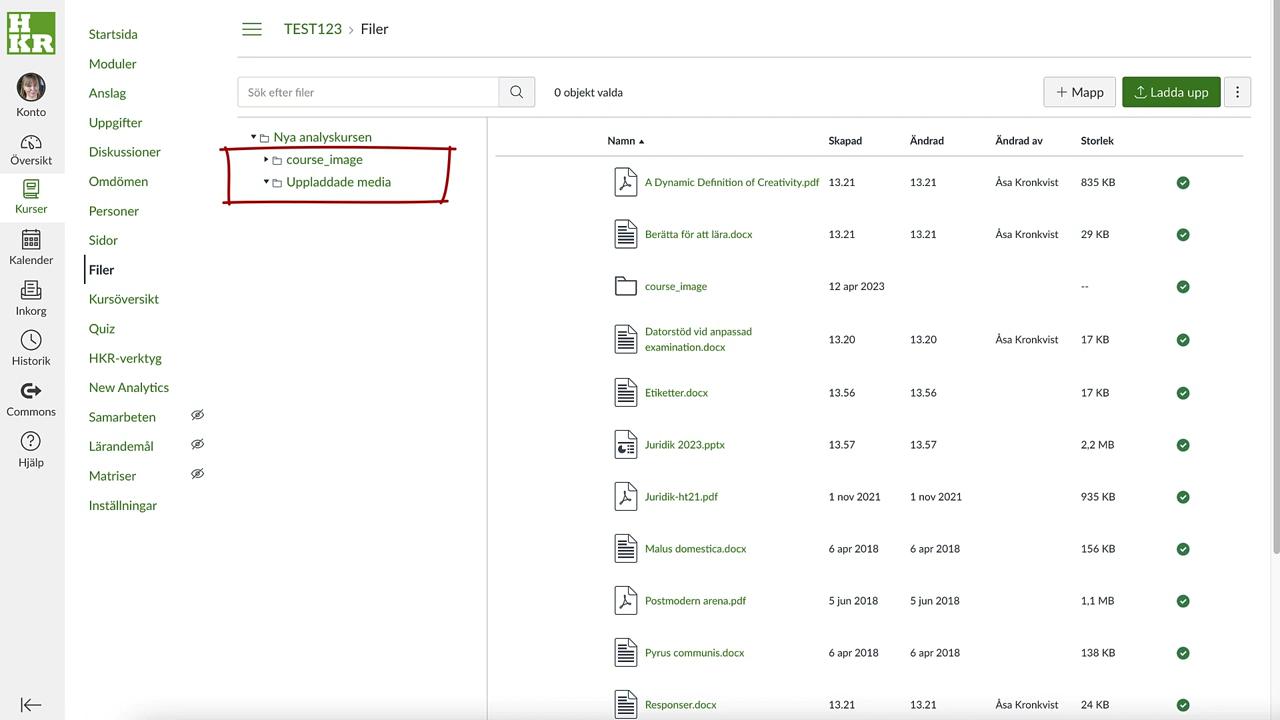 HKR
Konto
Översikt
Kurser
Kalender
Inkorg
Historik
Commons
Hjälp
Startsida
Moduler
Anslag
Uppgifter
Diskussioner
Omdömen
Personer
Sidor
Filer
Kursöversikt
Quiz
HKR-verktyg
New Analytics
Samarbeten
Lärandemål
Matriser
Inställningar
TEST123 › Filer
Sök efter filer
0 objekt valda
+ Mapp
Ladda upp
Nya analyskursen
course_image
Uppladdade media
Namn Skapad Ändrad Ändrad av Storlek
A Dynamic Definition of Creativity.pdf 13.21 13.21 Åsa Kronkvist 835 KB
Berätta för att lära.docx 13.21 13.21 Åsa Kronkvist 29 KB
course_image 12 apr 2023 --
Datorstöd vid anpassad
examination.docx 13.20 13.20 Åsa Kronkvist 17 KB
Etiketter.docx 13.56 13.56 17 KB
Juridik 2023.pptx 13.57 13.57 2,2 MB
Juridik-ht21.pdf 1 nov 2021 1 nov 2021 935 KB
Malus domestica.docx 6 apr 2018 6 apr 2018 156 KB
Postmodern arena.pdf 5 jun 2018 5 jun 2018 1,1 MB
Pyrus communis.docx 6 apr 2018 6 apr 2018 138 KB
Responser.docx 13.21 13.21 Åsa Kronkvist 24 KB